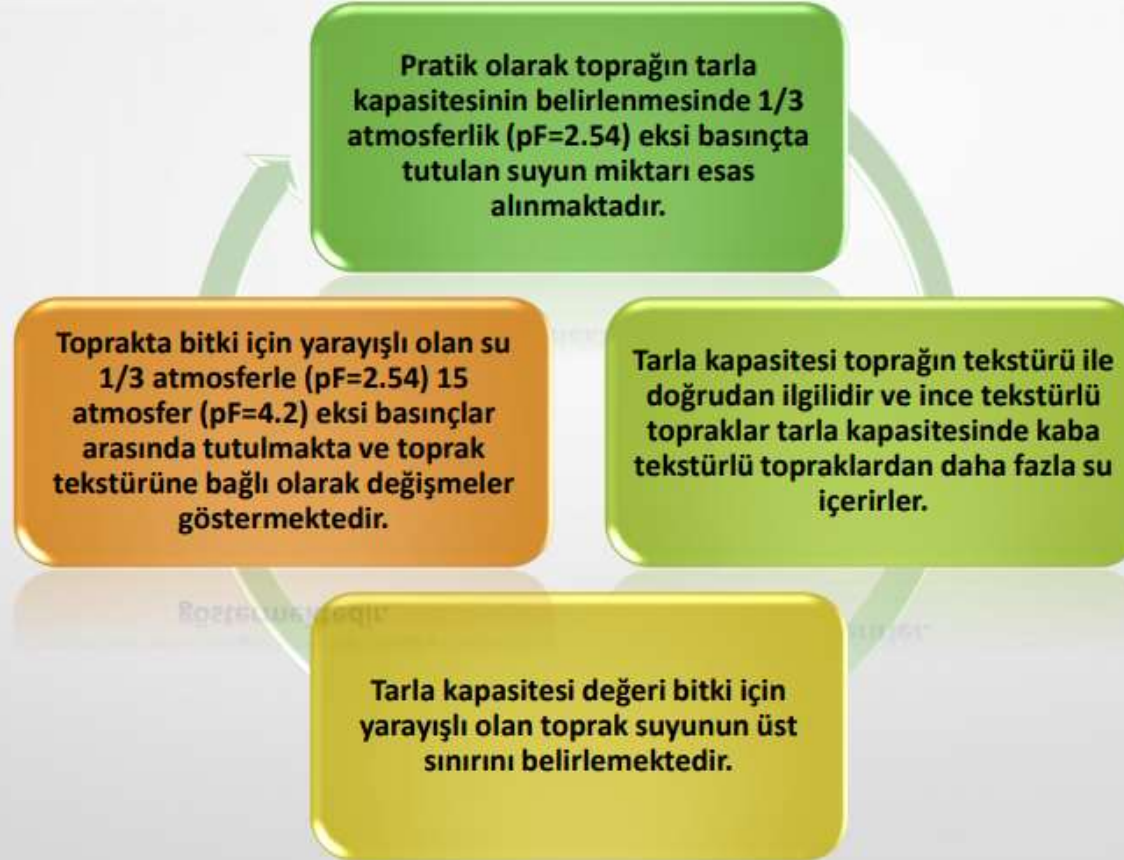 Pratik olarak toprağın tarla
kapasitesinin belirlenmesinde 1/3
atmosferlik (pF=2.54) eksi basınçta
tutulan suyun miktarı esas
alınmaktadır.
Tarla kapasitesi toprağın tekstürü ile
doğrudan ilgilidir ve ince tekstürlü
topraklar tarla kapasitesinde kaba
tekstürlü topraklardan daha fazla su
içerirler.
Tarla kapasitesi değeri bitki için
yarayışlı olan toprak suyunun üst
sınırını belirlemektedir.
Toprakta bitki için yarayışlı olan su
1/3 atmosferle (pF=2.54) 15
atmosfer (pF=4.2) eksi basınçlar
arasında tutulmakta ve toprak
tekstürüne bağlı olarak değişmeler
göstermektedir.